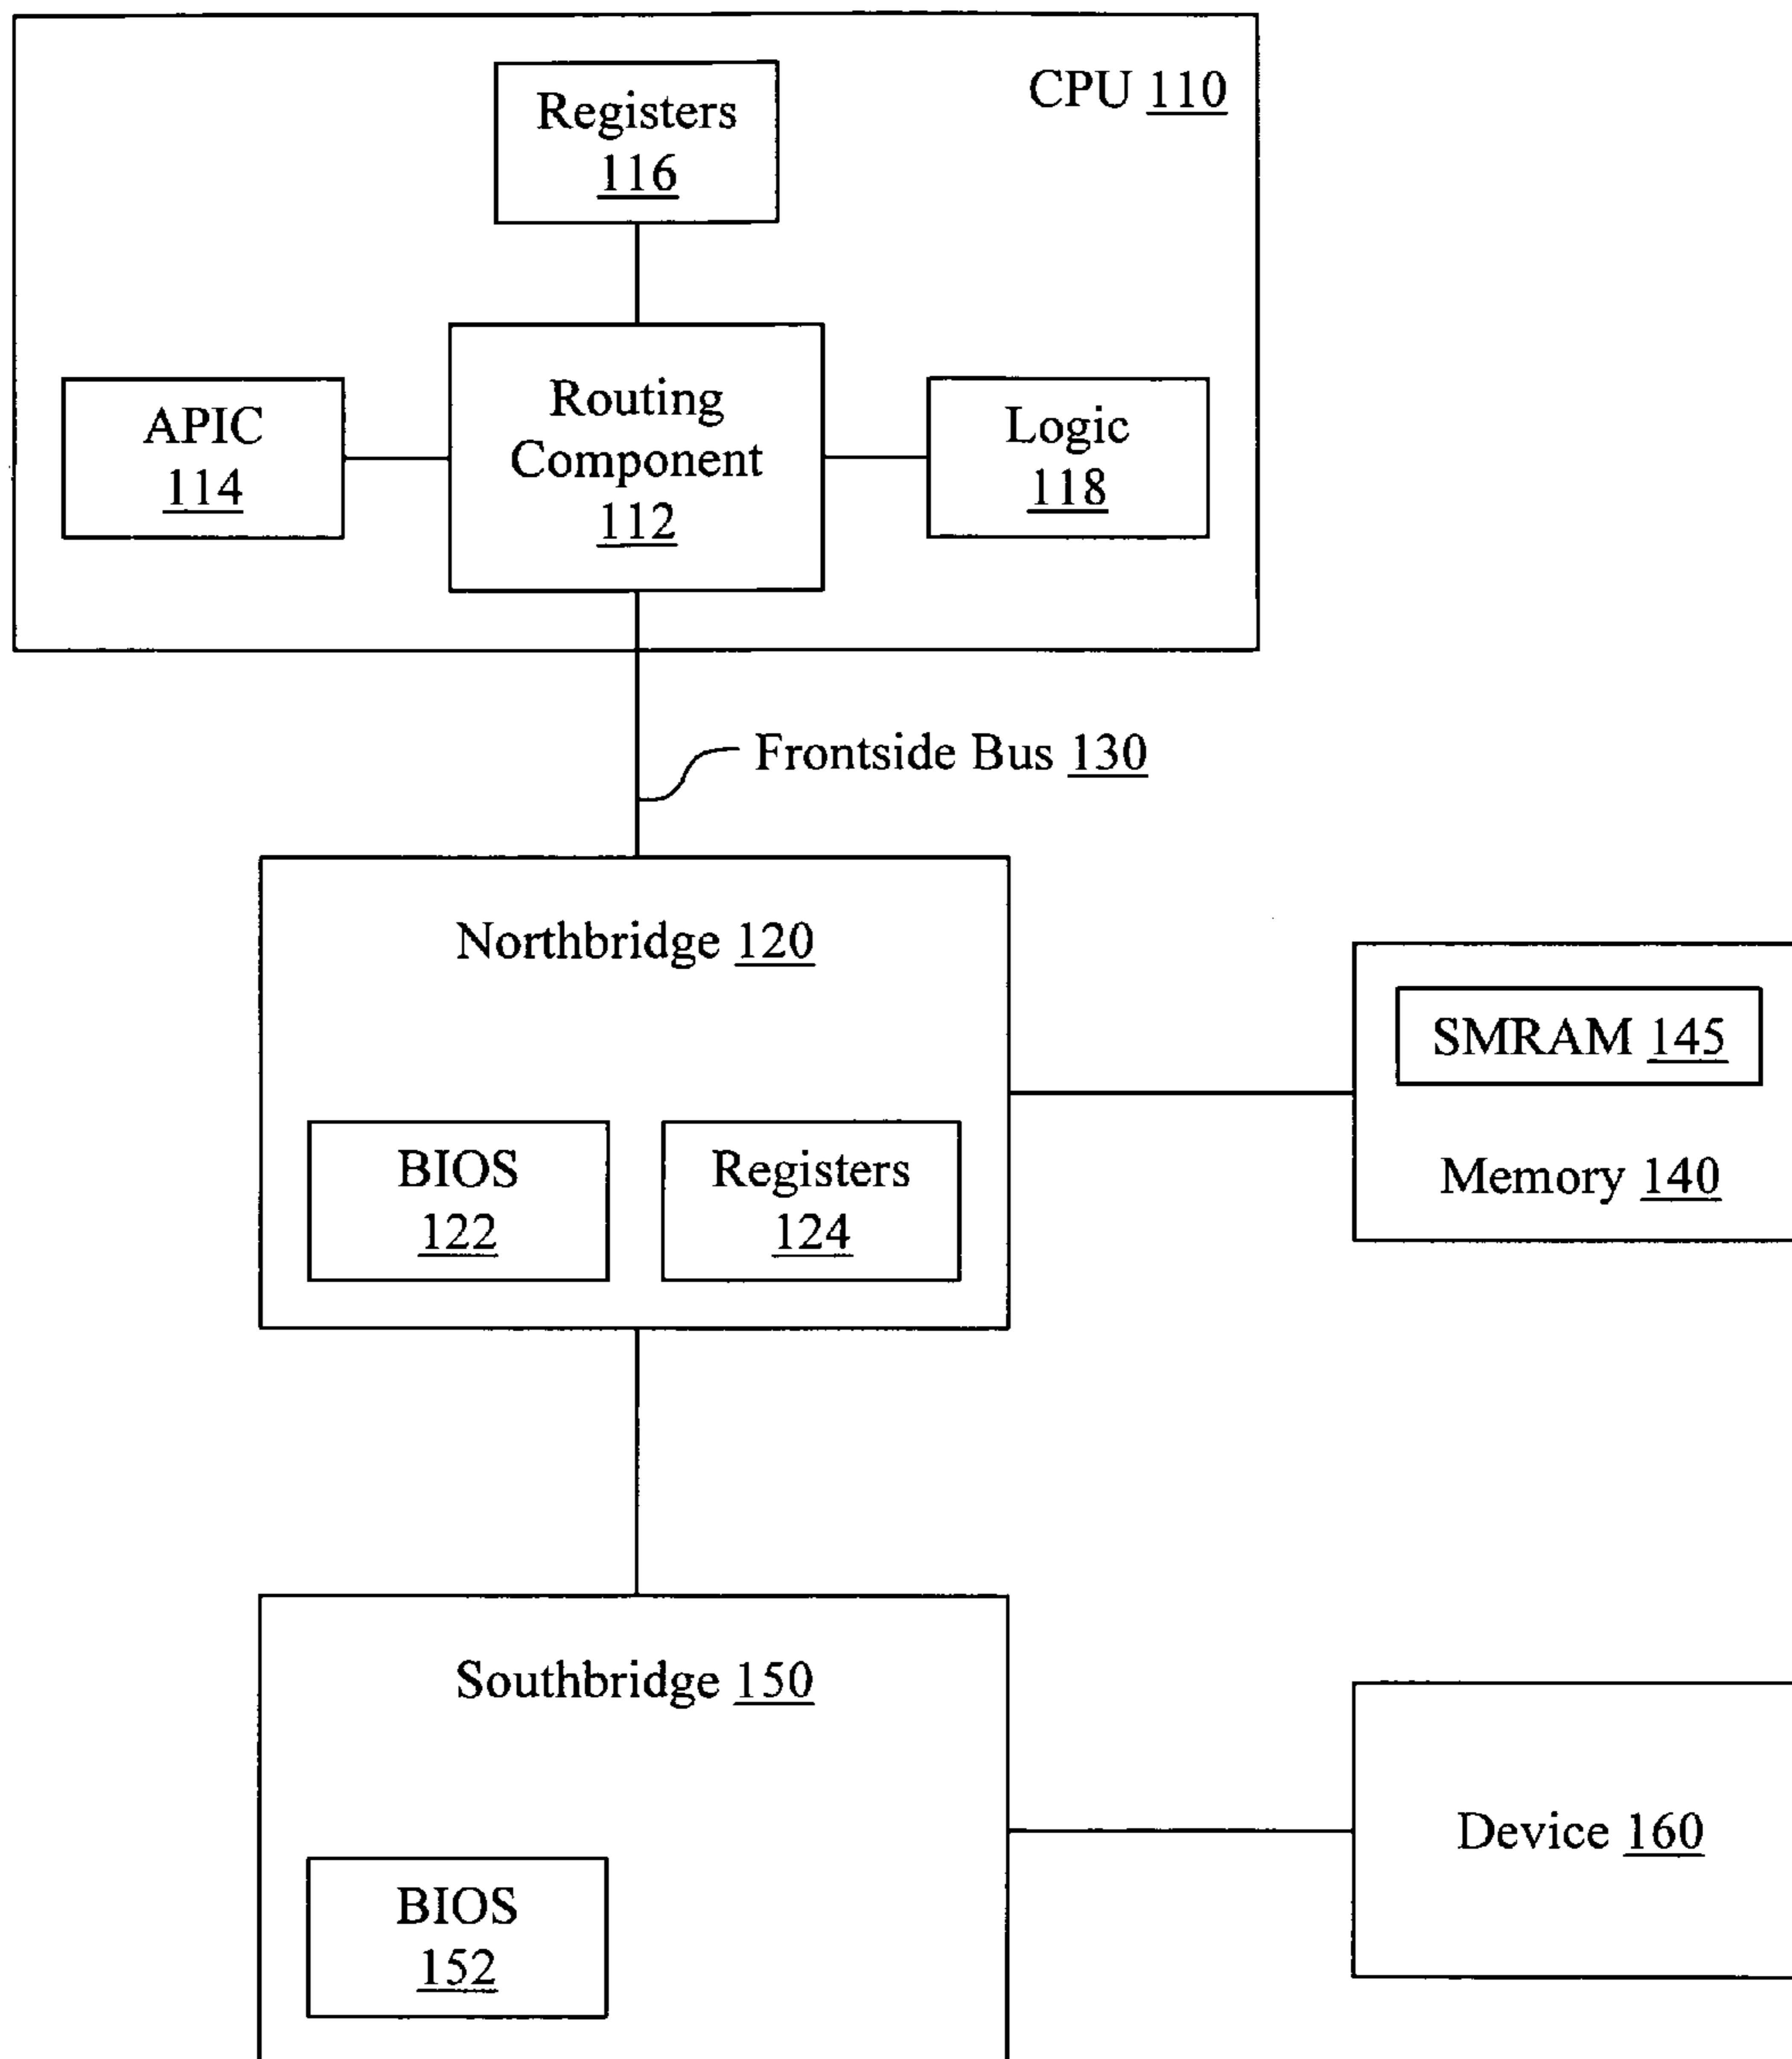 CPU 110
Registers
116
APIC
114
Routing
Component
112
Logic
118
Frontside Bus 130
Northbridge 120
BIOS
122
Registers
124
SMRAM 145
Memory 140
Southbridge 150
BIOS
152
Device 160